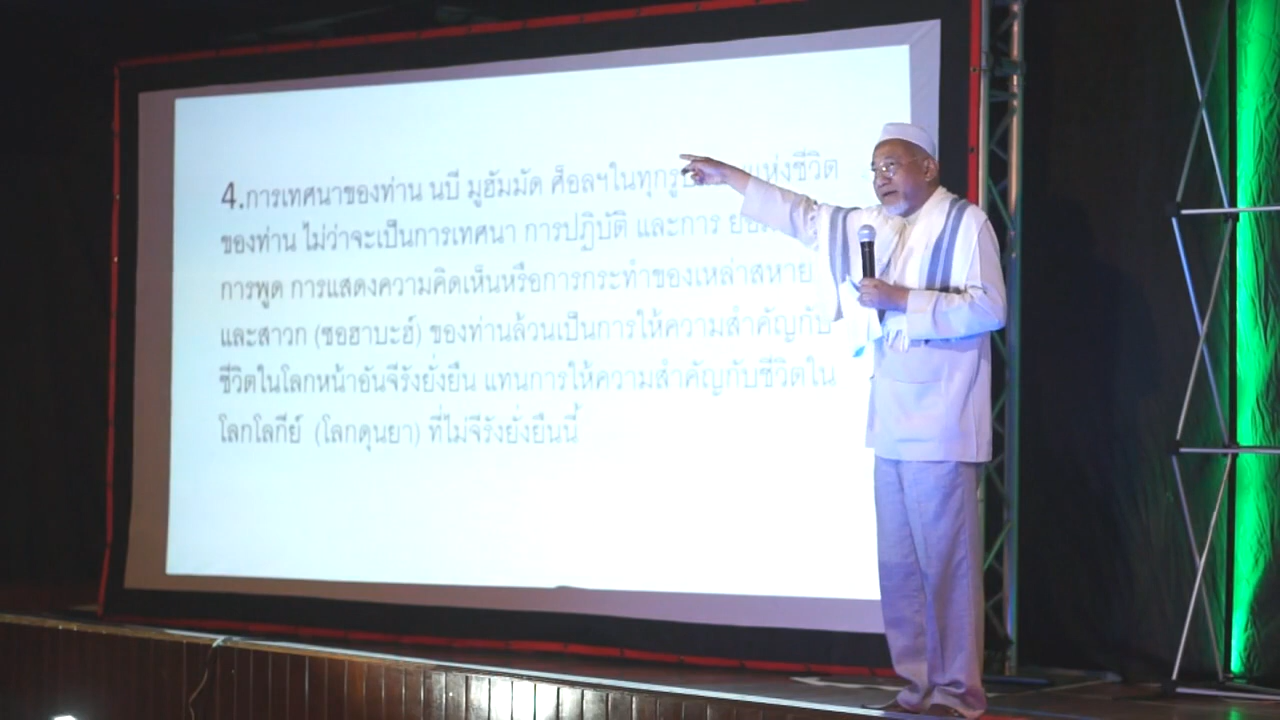 4.การเทศนาของท่าน นบี มูฮัมมัด ศ็อลฯในทุกรูป แห่งชีวิต
ของท่าน ไม่ว่าจะเป็นการเทศนา การปฏิบัติ และการ
การพูด การแสดงความคิดเห็นหรือการกระทำของเหล่าสหาย
และสาวก (ซอฮาบะฮ์) ของท่านล้วนเป็นการให้ความสำคัญกับ
ชีวิตในโลกหน้าอันจีรังยั่งยืน แทนการให้ความสำคัญกับชีวิตใน
โลกโลกีย์ (โลกดุนยา) ที่ไม่จีรังยั่งยืนนี้